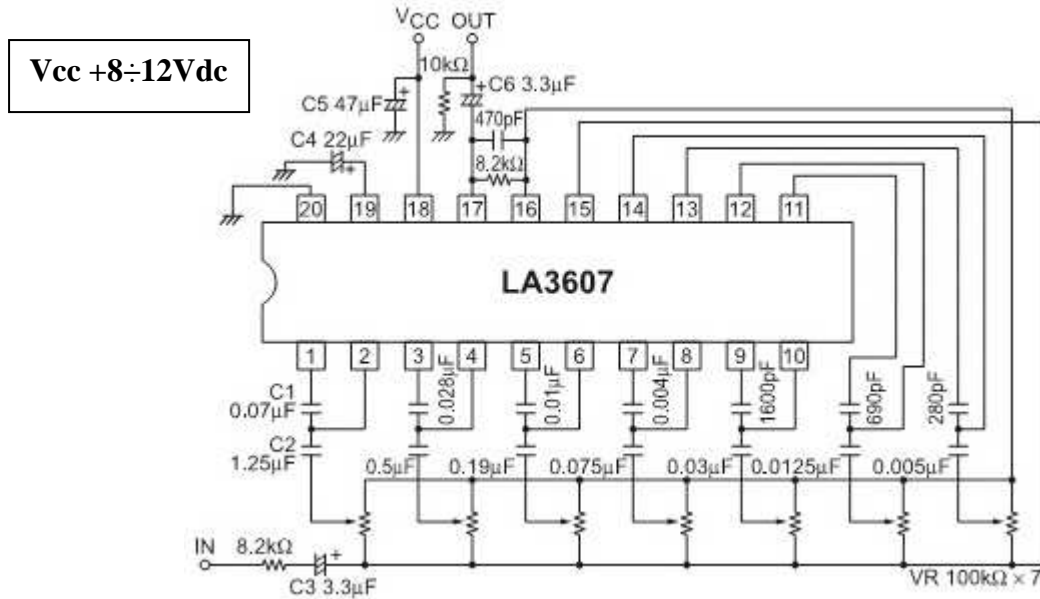 VCC OUT
Vcc +8÷12Vdc
10kΩ
C6 3.3µF
C5 47µF
470pF
C4 22µF
8.2kΩ
20 19 18 17 16 15 14 13 12 11
LA3607
1 2 3 4 5 6 7 8 9 10
C1
0.07µF
0.028µF
0.01µF
0.004µF
1600pF
690pF
280pF
C2
1.25µF
0.5µF 0.19µF 0.075µF 0.03µF 0.0125µF 0.005µF
IN 8.2kΩ
C3 3.3µF
VR 100kΩ × 7
+
+
+
+